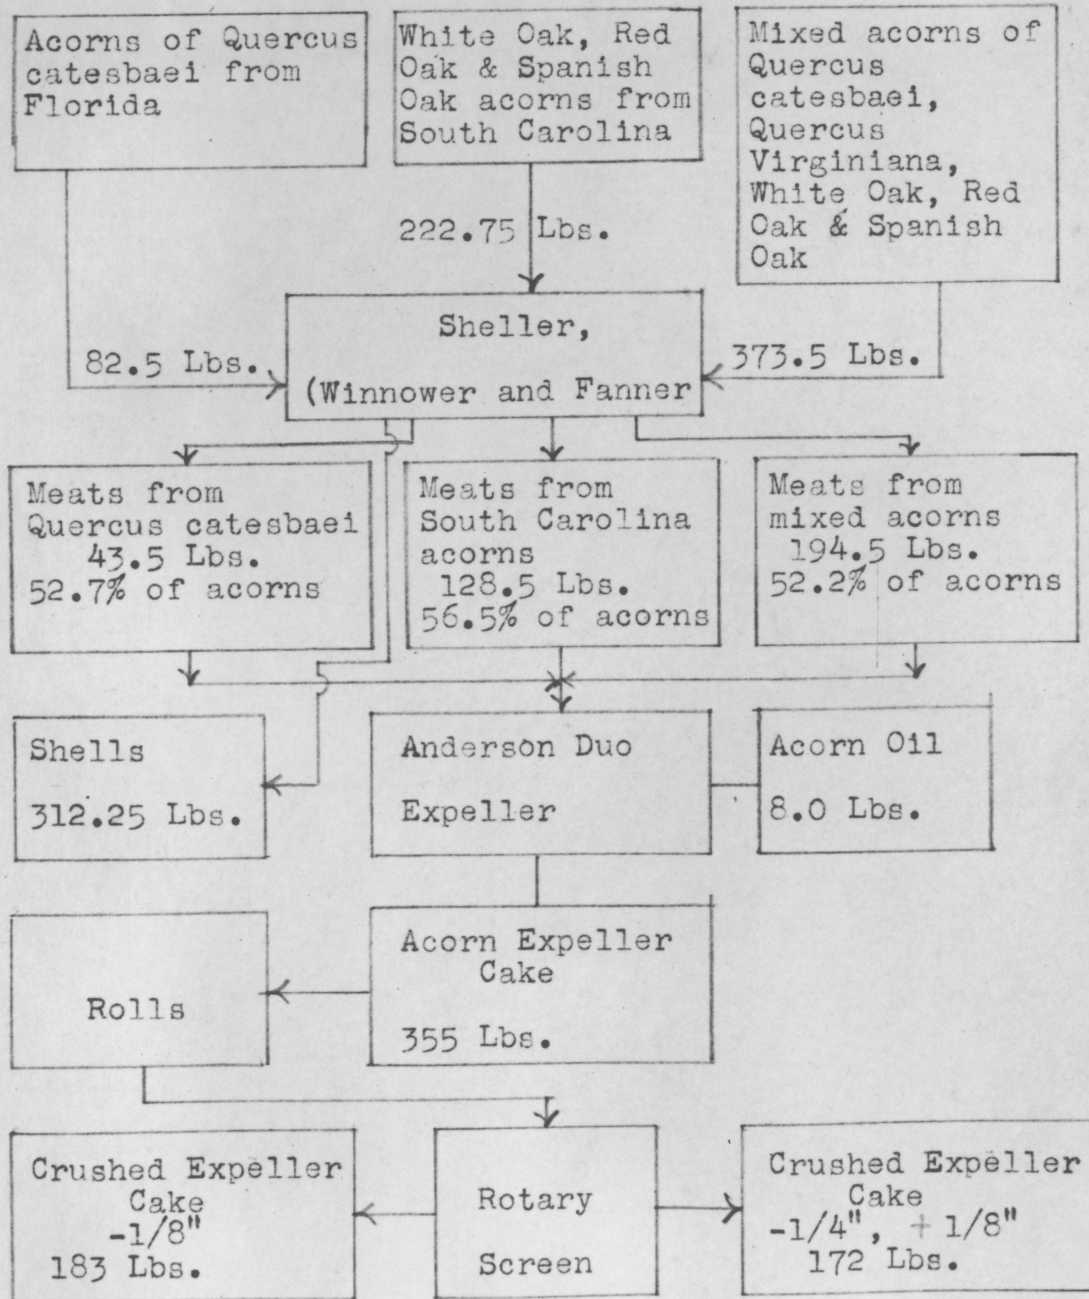 Acorns of Quercus
catesbaei from
Florida
White Oak, Red
Oak & Spanish
Oak acorns from
South Carolina
Mixed acorns of
Quercus
catesbaei,
Quercus
Virginiana,
White Oak, Red
Oak & Spanish
Oak
222.75 Lbs.
82.5 Lbs.
373.5 Lbs.
Sheller,
(Winnower and Fanner
Meats from
Quercus catesbaei
43.5 Lbs.
52.7% of acorns
Meats from
South Carolina
acorns
128.5 Lbs.
56.5% of acorns
Meats from
mixed acorns
194.5 Lbs.
52.2% of acorns
Shells
312.25 Lbs.
Anderson Duo
Expeller
Acorn Oil
8.0 Lbs.
Rolls
Acorn Expeller
Cake
355 Lbs.
Crushed Expeller
Cake
-1/8"
183 Lbs.
Rotary
Screen
Crushed Expeller
Cake
-1/4", + 1/8"
172 Lbs.